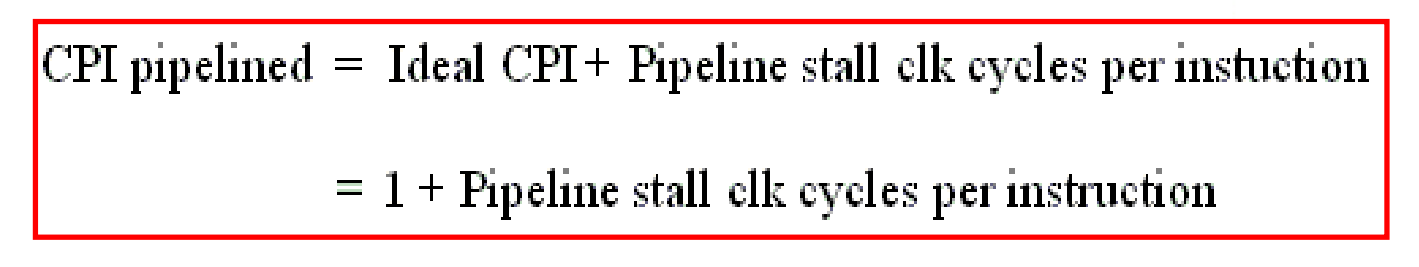 CPI pipelined = Ideal CPI + Pipeline stall clk cycles per instuction
= 1 + Pipeline stall clk cycles per instruction